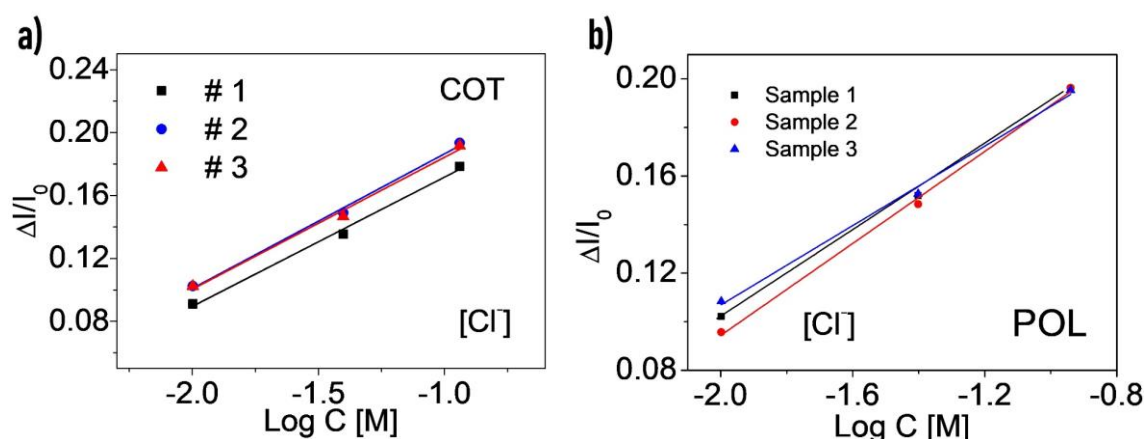 a)
0.24
0.20
0.16
0.12
0.08
ΔI/I₀
# 1
# 2
# 3
COT
[Cl⁻]
-2.0 -1.5 -1.0
Log C [M]
b)
0.20
0.16
0.12
0.08
ΔI/I₀
Sample 1
Sample 2
Sample 3
[Cl⁻]
POL
-2.0 -1.6 -1.2 -0.8
Log C [M]